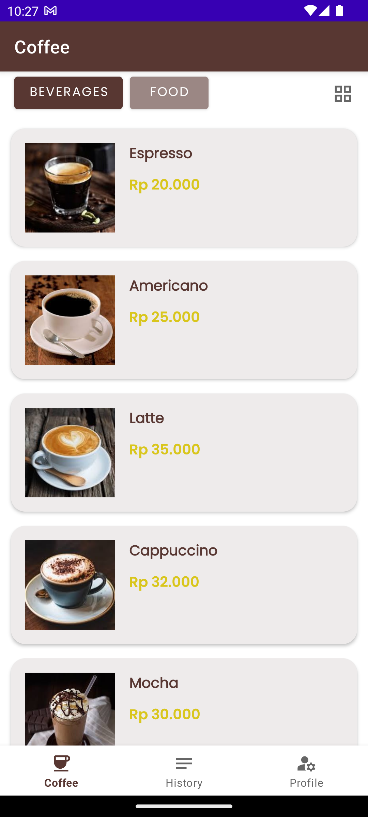 10:27
Coffee
BEVERAGES
FOOD
Espresso
Rp 20.000
Americano
Rp 25.000
Latte
Rp 35.000
Cappuccino
Rp 32.000
Mocha
Rp 30.000
Coffee
History
Profile